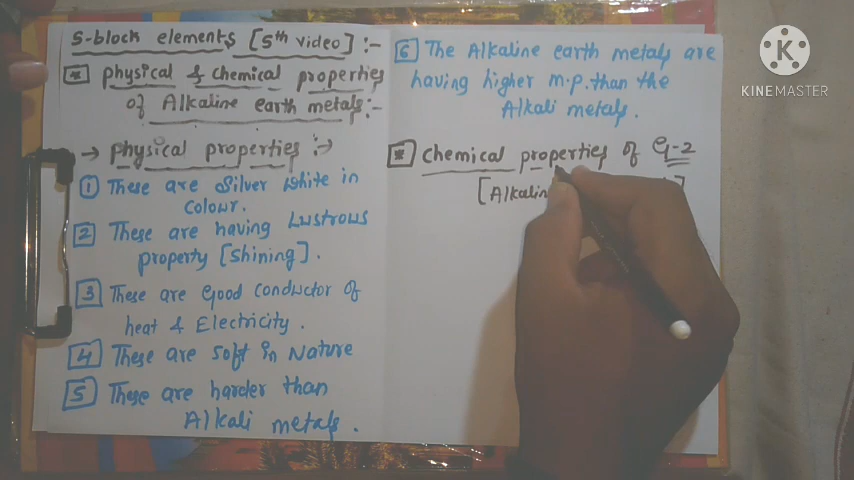 S-block elements [5th video] :-
* physical & chemical properties
of Alkaline earth metals:-
→ physical properties :→
① These are Silver white in
colour.
2 These are having Lustrows
property [shining].
3 These are Good conductor of
heat & Electricity.
4 These are soft in Nature
5 These are harder than
Alkali metals.
6 The Alkaline earth metals are
having higher m.p. than the
Alkali metals.
* Chemical properties of G-2
[Alkalin
K
KINEMASTER